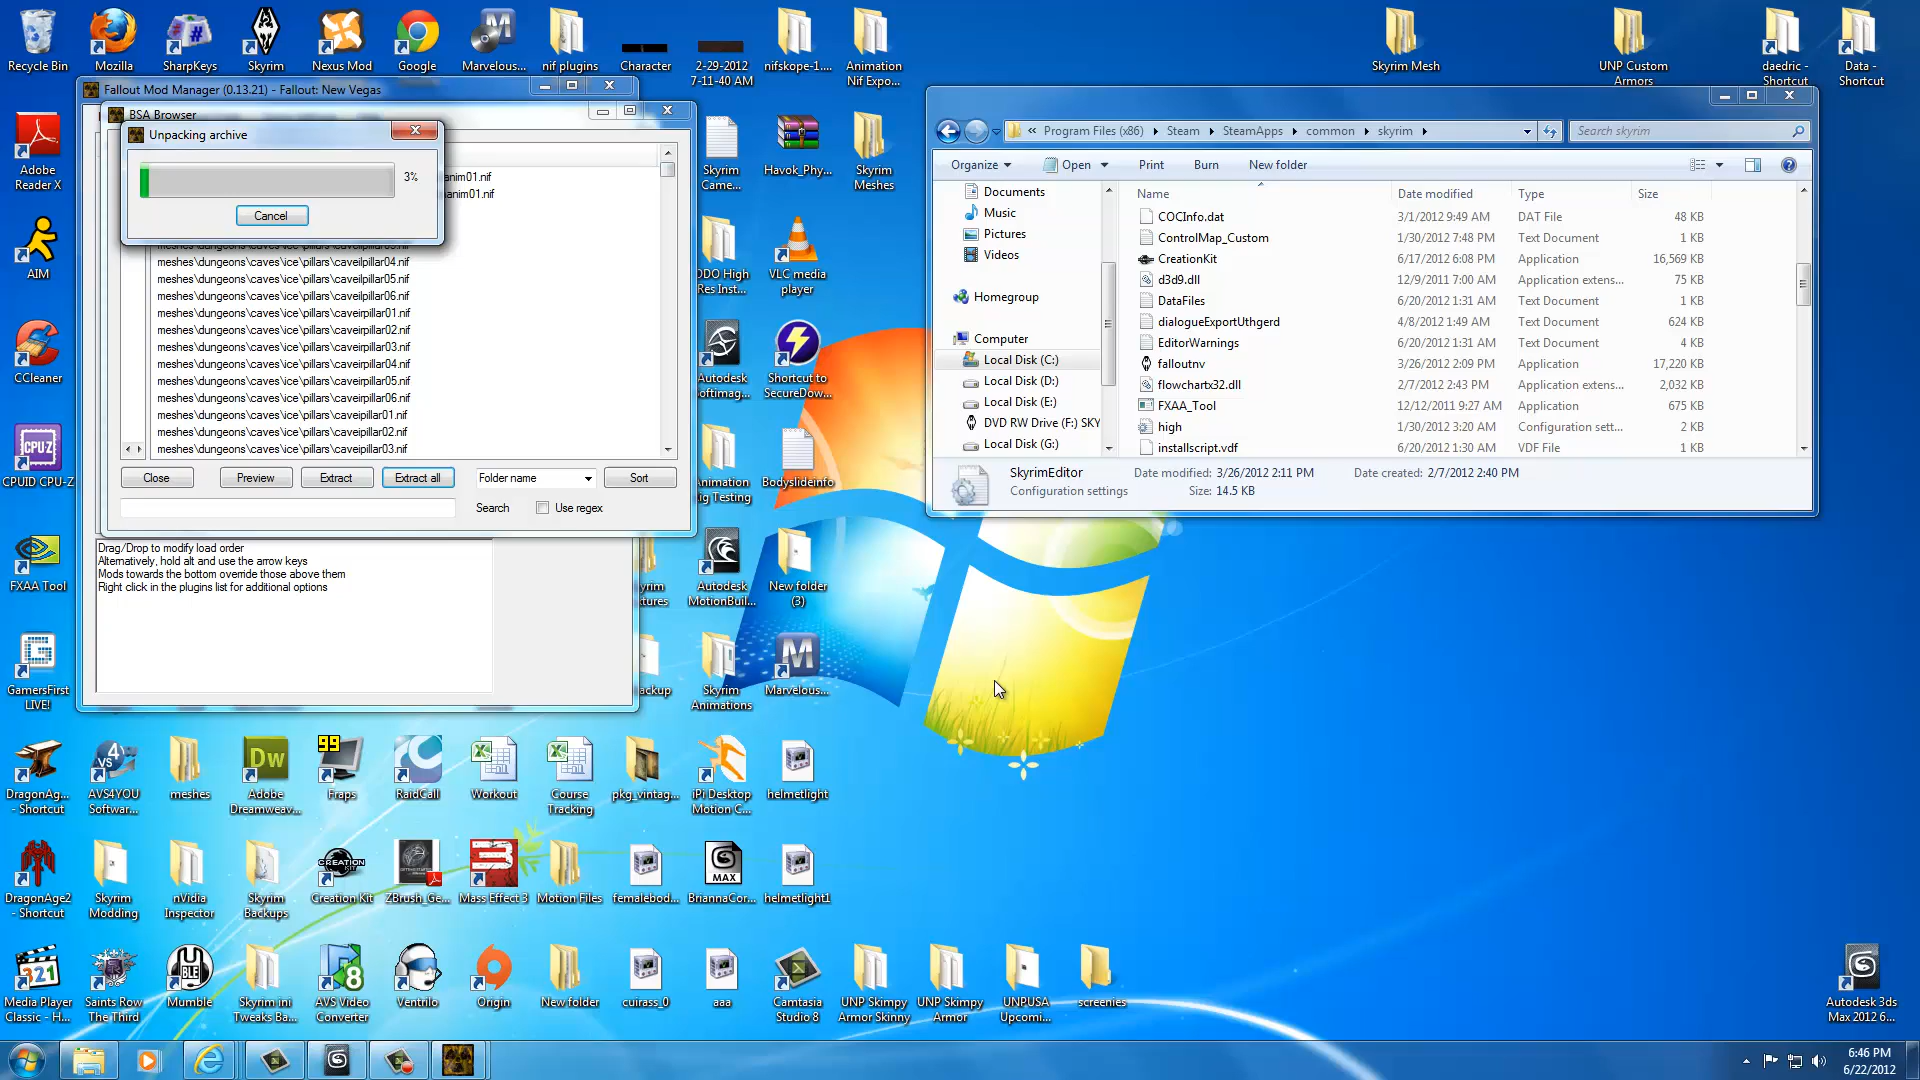 Recycle Bin
Mozilla
SharpKeys
Skyrim
Nexus Mod
Google
Marvelous...
nif plugins
Character
2-29-2012
7-11-40 AM
nifskope-1....
Animation
Nif Expo...
Skyrim Mesh
UNP Custom
Armors
daedric -
Shortcut
Data -
Shortcut
Fallout Mod Manager (0.13.21) - Fallout: New Vegas
BSA Browser
Unpacking archive
3%
Cancel
anim01.nif
anim01.nif
meshes\dungeons\caves\ice\pillars\caveilpillar04.nif
meshes\dungeons\caves\ice\pillars\caveilpillar05.nif
meshes\dungeons\caves\ice\pillars\caveilpillar06.nif
meshes\dungeons\caves\ice\pillars\caveirpillar01.nif
meshes\dungeons\caves\ice\pillars\caveirpillar02.nif
meshes\dungeons\caves\ice\pillars\caveirpillar03.nif
meshes\dungeons\caves\ice\pillars\caveirpillar04.nif
meshes\dungeons\caves\ice\pillars\caveirpillar05.nif
meshes\dungeons\caves\ice\pillars\caveirpillar06.nif
meshes\dungeons\caves\ice\pillars\caveipillar01.nif
meshes\dungeons\caves\ice\pillars\caveipillar02.nif
meshes\dungeons\caves\ice\pillars\caveipillar03.nif
Close
Preview
Extract
Extract all
Folder name
Sort
Search
Use regex
Drag/Drop to modify load order
Alternatively, hold alt and use the arrow keys
Mods towards the bottom override those above them
Right click in the plugins list for additional options
« Program Files (x86) Steam SteamApps common skyrim
Search skyrim
Organize
Open
Print
Burn
New folder
Documents
Music
Pictures
Videos
Homegroup
Computer
Local Disk (C:)
Local Disk (D:)
Local Disk (E:)
DVD RW Drive (F:) SKY
Local Disk (G:)
Name Date modified Type Size
COCInfo.dat 3/1/2012 9:49 AM DAT File 48 KB
ControlMap_Custom 1/30/2012 7:48 PM Text Document 1 KB
CreationKit 6/17/2012 6:08 PM Application 16,569 KB
d3d9.dll 12/9/2011 7:00 AM Application extens... 75 KB
DataFiles 6/20/2012 1:31 AM Text Document 1 KB
dialogueExportUthgerd 4/8/2012 1:49 AM Text Document 624 KB
EditorWarnings 6/20/2012 1:31 AM Text Document 4 KB
falloutnv 3/26/2012 2:09 PM Application 17,220 KB
flowchartx32.dll 2/7/2012 2:43 PM Application extens... 2,032 KB
FXAA_Tool 12/12/2011 9:27 AM Application 675 KB
high 1/30/2012 3:20 AM Configuration sett... 2 KB
installscript.vdf 6/20/2012 1:30 AM VDF File 1 KB
SkyrimEditor Date modified: 3/26/2012 2:11 PM Date created: 2/7/2012 2:40 PM
Configuration settings Size: 14.5 KB
Adobe
Reader X
Skyrim
Came...
Havok_Phy...
Skyrim
Meshes
AIM
DO High
Res Inst...
VLC media
player
CCleaner
Autodesk
Softimag...
Shortcut to
SecureDow...
CPU-Z
CPUID CPU-Z
Animation
ig Testing
Bodyslideinfo
FXAA Tool
Autodesk
MotionBuil...
New folder
(3)
GamersFirst
LIVE!
ackup
Skyrim
Animations
Marvelous...
DragonAg...
- Shortcut
AVS4YOU
Softwar...
meshes
Dw
Adobe
Dreamweav...
99
Fraps
RaidCall
Workout
Course
Tracking
pkg_vintag...
iPi Desktop
Motion C...
helmetlight
DragonAge2
- Shortcut
Skyrim
Modding
nVidia
Inspector
Skyrim
Backups
CREATION
KIT
Creation Kit
ZBrush_Ge...
Mass Effect 3
Motion Files
femalebod...
MAX
BriannaCor...
helmetlight1
321
Media Player
Classic - H...
Saints Row
The Third
Mumble
Skyrim ini
Tweaks Ba...
AVS Video
Converter
Ventrilo
Origin
New folder
cuirass_0
aaa
Camtasia
Studio 8
UNP Skimpy
Armor Skinny
UNP Skimpy
Armor
UNPUSA
Upcomi...
screenies
Autodesk 3ds
Max 2012 6...
6:46 PM
6/22/2012